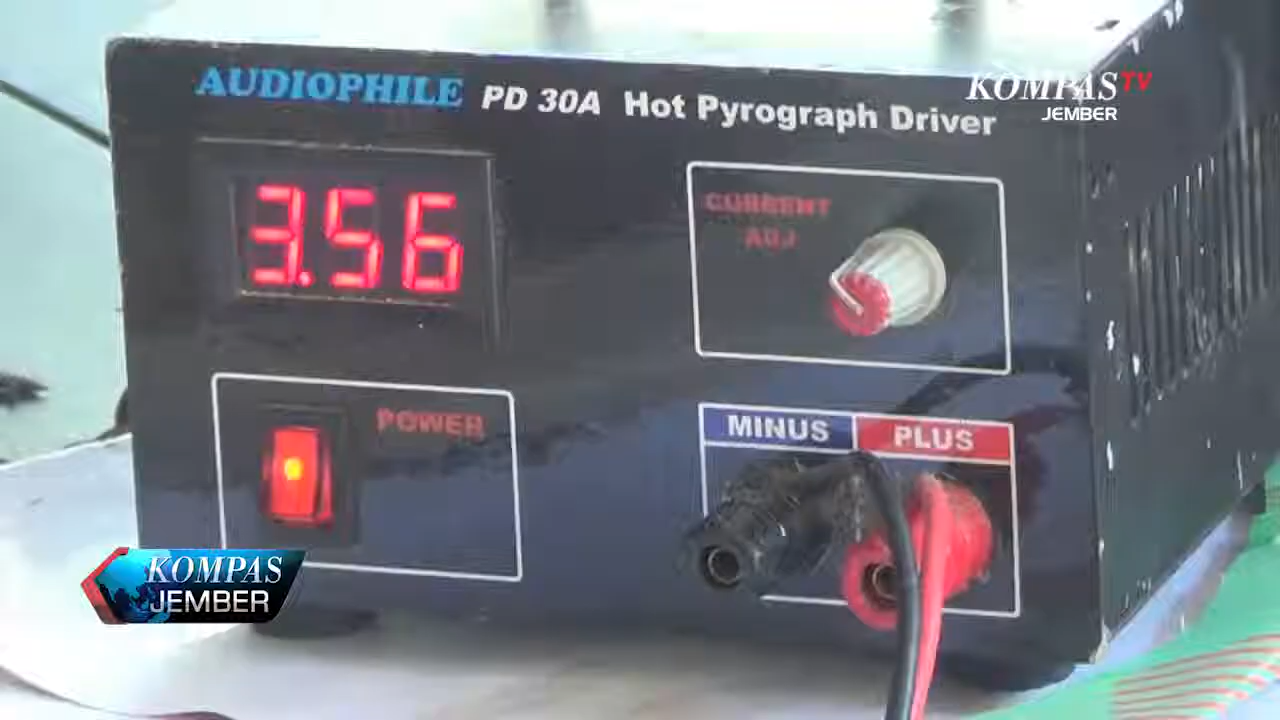 AUDIOPHILE PD 30A Hot Pyrograph Driver
KOMPAS TV
JEMBER
3.56
CURRENT
ADJ
POWER
MINUS PLUS
KOMPAS
JEMBER